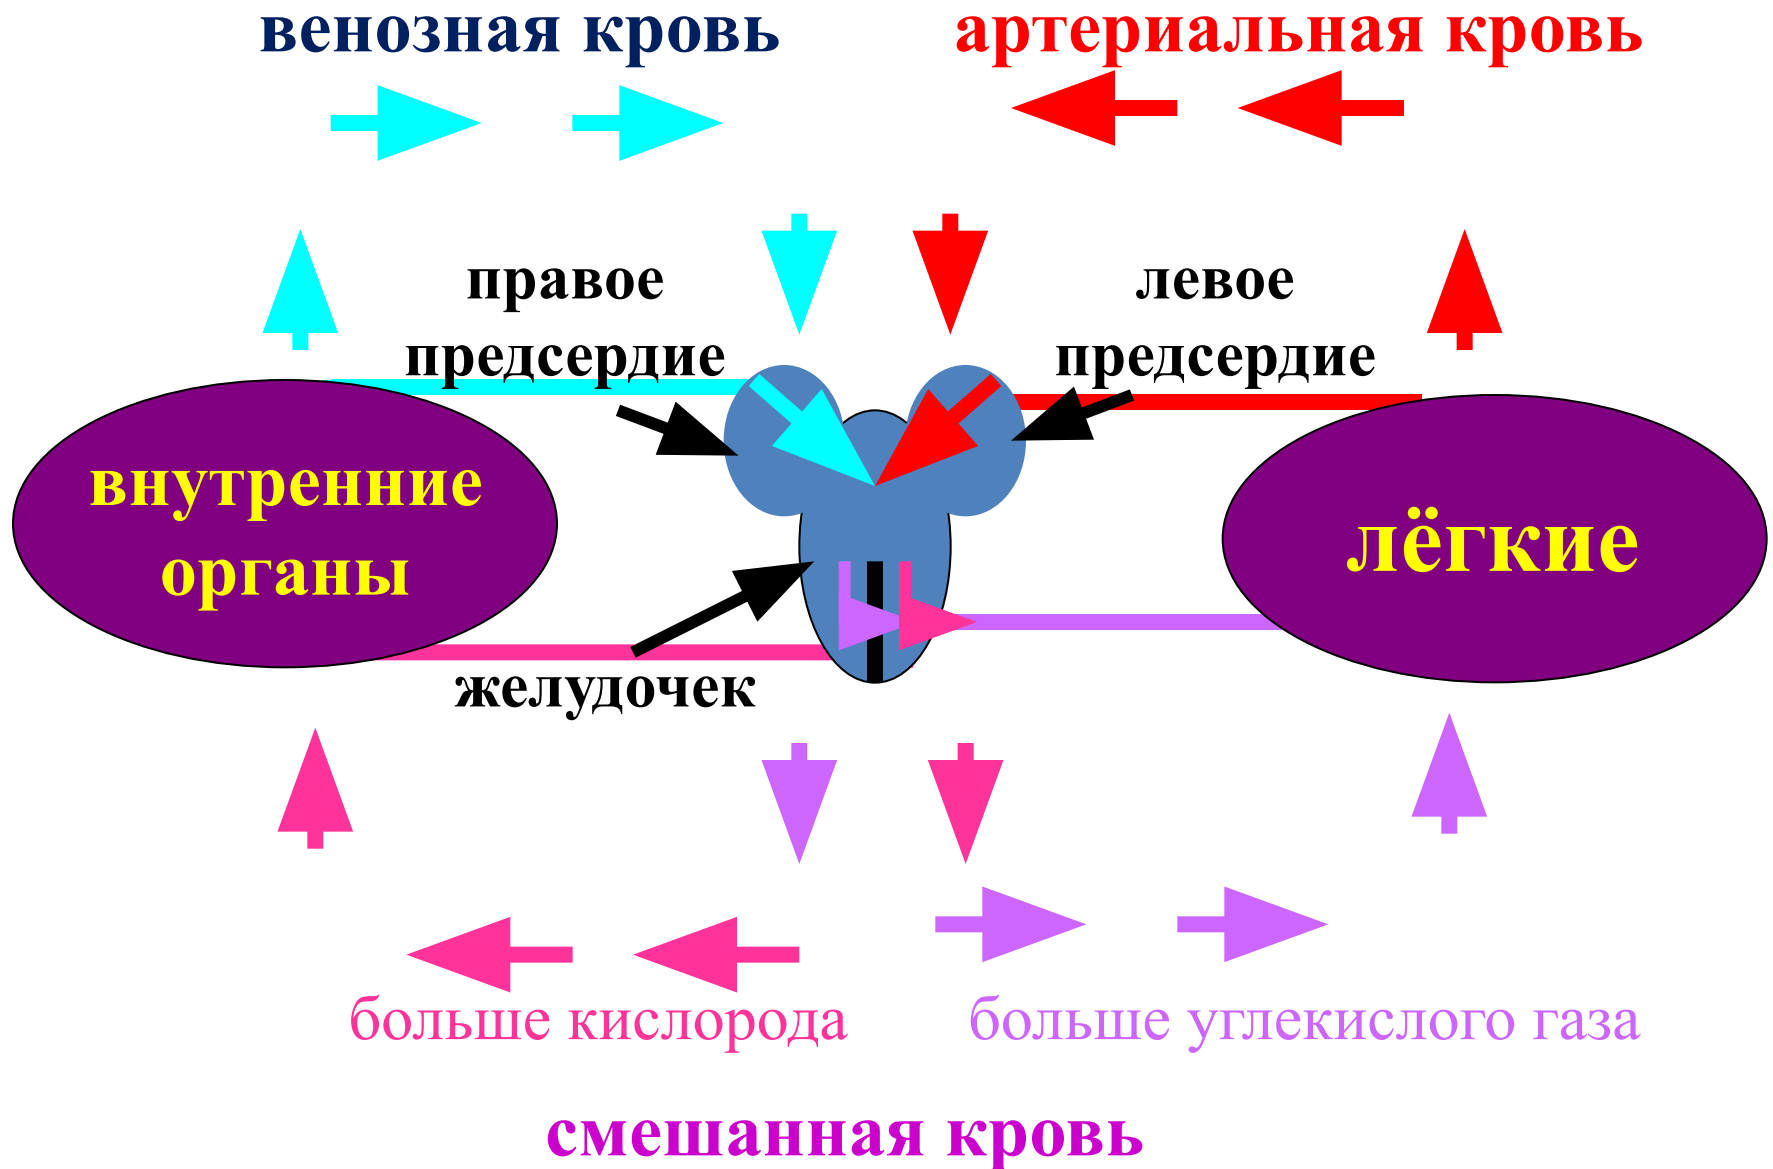 венозная кровь
артериальная кровь
правое
предсердие
левое
предсердие
внутренние
органы
лёгкие
желудочек
больше кислорода
больше углекислого газа
смешанная кровь